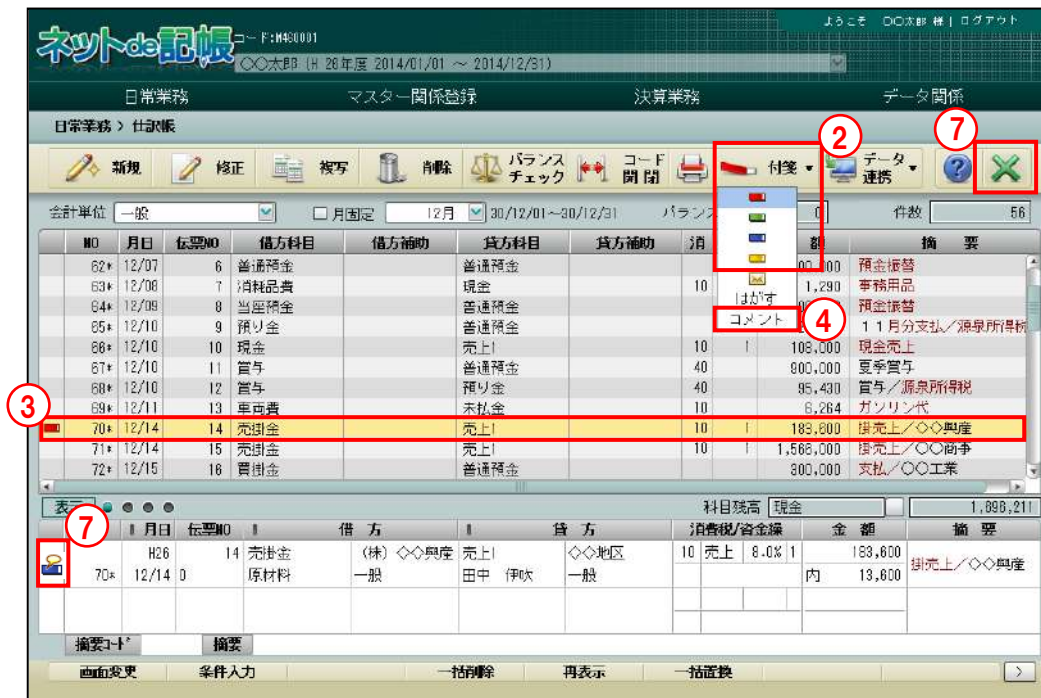 ようこそ 〇〇太郎 様 | ログアウト
ネットde記帳
コード:M480001
〇〇太郎 (H 26年度 2014/01/01 ~ 2014/12/31)
日常業務 マスター関係登録 決算業務 データ関係
日常業務 > 仕訳帳
② ⑦
新規 修正 複写 削除 バランスチェック コード開閉 付箋 データ連携
会計単位 一般 月固定 12月 30/12/01~30/12/31 バランス 0 件数 56
NO 月日 伝票NO 借方科目 借方補助 貸方科目 貸方補助 消 額 摘 要
62* 12/07 6 普通預金 普通預金 預金振替
63* 12/08 7 消耗品費 現金 10 1,290 事務用品
64* 12/09 8 当座預金 普通預金 預金振替
65* 12/10 9 預り金 普通預金 11月分支払/源泉所得税
66* 12/10 10 現金 売上1 10 1 108,000 現金売上
67* 12/10 11 賞与 普通預金 40 900,000 夏季賞与
68* 12/10 12 賞与 預り金 40 95,430 賞与/源泉所得税
69* 12/11 13 車両費 未払金 10 6,264 ガソリン代
70* 12/14 14 売掛金 売上1 10 1 183,600 掛売上/◇◇興産
71* 12/14 15 売掛金 売上1 10 1 1,566,000 掛売上/〇〇商事
72* 12/15 16 買掛金 普通預金 300,000 支払/〇〇工業
はがす
コメント
④
③
表示 科目残高 現金 1,898,211
⑦
月日 伝票NO 借 方 貸 方 消費税/資金繰 金 額 摘 要
H26 14 売掛金 (株) ◇◇興産 売上1 ◇◇地区 10 売上 8.0% 1 183,600 掛売上/◇◇興産
70* 12/14 0 原材料 一般 田中 伊吹 一般 内 13,600
摘要コード 摘要
画面変更 条件入力 一括削除 再表示 一括置換